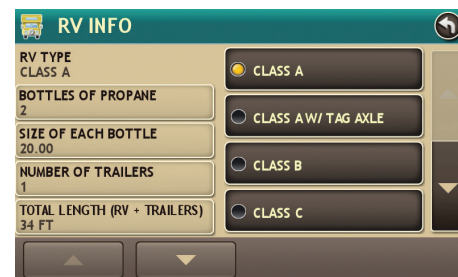 RV INFO
RV TYPE
CLASS A
BOTTLES OF PROPANE
2
SIZE OF EACH BOTTLE
20.00
NUMBER OF TRAILERS
1
TOTAL LENGTH (RV + TRAILERS)
34 FT
CLASS A
CLASS A W/ TAG AXLE
CLASS B
CLASS C